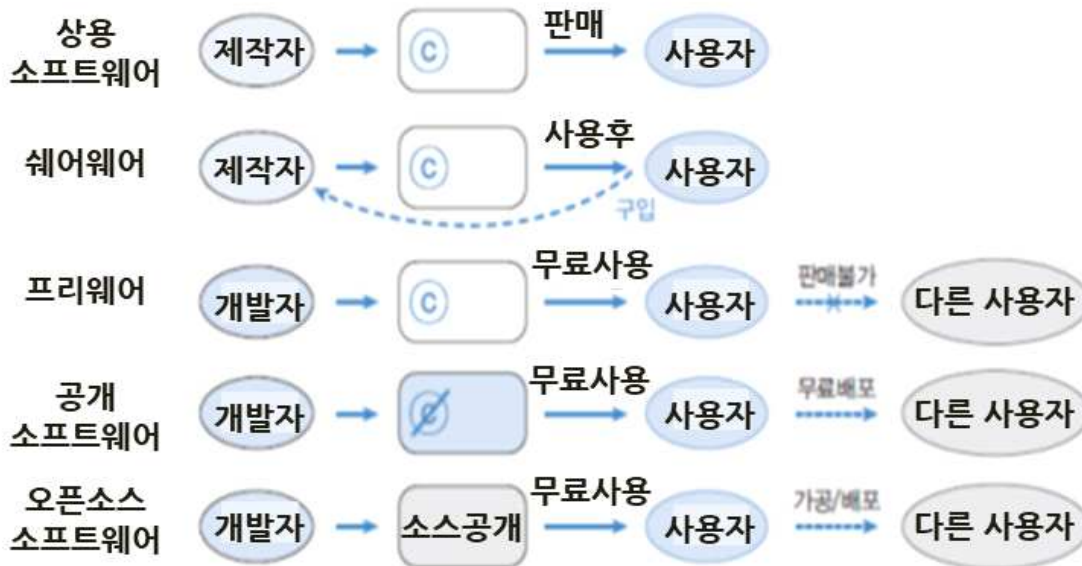 상용
소프트웨어
제작자
C
판매
사용자
쉐어웨어
제작자
C
사용후
사용자
구입
프리웨어
개발자
C
무료사용
사용자
판매불가
다른 사용자
공개
소프트웨어
개발자
C
무료사용
사용자
무료배포
다른 사용자
오픈소스
소프트웨어
개발자
소스공개
무료사용
사용자
가공/배포
다른 사용자